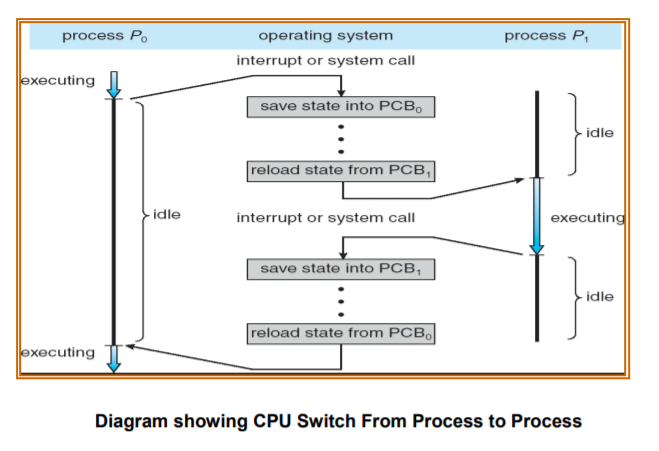 process P₀ operating system process P₁
interrupt or system call
executing
save state into PCB₀
idle
reload state from PCB₁
idle
interrupt or system call
executing
save state into PCB₁
idle
reload state from PCB₀
executing
Diagram showing CPU Switch From Process to Process